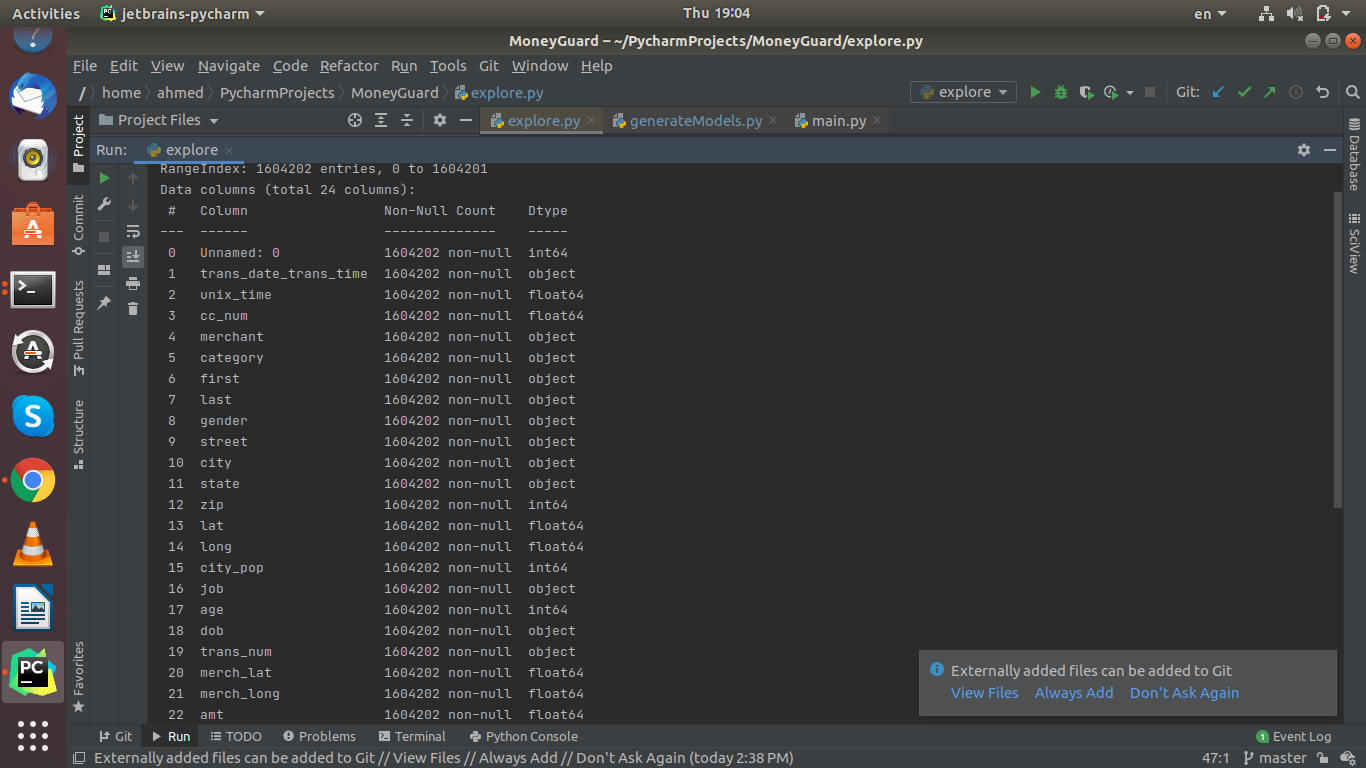 Activities jetbrains-pycharm Thu 19:04 en
MoneyGuard – ~/PycharmProjects/MoneyGuard/explore.py
File Edit View Navigate Code Refactor Run Tools Git Window Help
/ home ahmed PycharmProjects MoneyGuard explore.py explore Git:
Project Files explore.py generateModels.py main.py
Run: explore
RangeIndex: 1604202 entries, 0 to 1604201
Data columns (total 24 columns):
# Column Non-Null Count Dtype
--- ------ -------------- -----
0 Unnamed: 0 1604202 non-null int64
1 trans_date_trans_time 1604202 non-null object
2 unix_time 1604202 non-null float64
3 cc_num 1604202 non-null float64
4 merchant 1604202 non-null object
5 category 1604202 non-null object
6 first 1604202 non-null object
7 last 1604202 non-null object
8 gender 1604202 non-null object
9 street 1604202 non-null object
10 city 1604202 non-null object
11 state 1604202 non-null object
12 zip 1604202 non-null int64
13 lat 1604202 non-null float64
14 long 1604202 non-null float64
15 city_pop 1604202 non-null int64
16 job 1604202 non-null object
17 age 1604202 non-null int64
18 dob 1604202 non-null object
19 trans_num 1604202 non-null object
20 merch_lat 1604202 non-null float64
21 merch_long 1604202 non-null float64
22 amt 1604202 non-null float64
Project
Commit
Pull Requests
Structure
Favorites
Database
SciView
Externally added files can be added to Git
View Files Always Add Don't Ask Again
Git Run TODO Problems Terminal Python Console 1 Event Log
Externally added files can be added to Git // View Files // Always Add // Don't Ask Again (today 2:38 PM) 47:1 master
S
PC